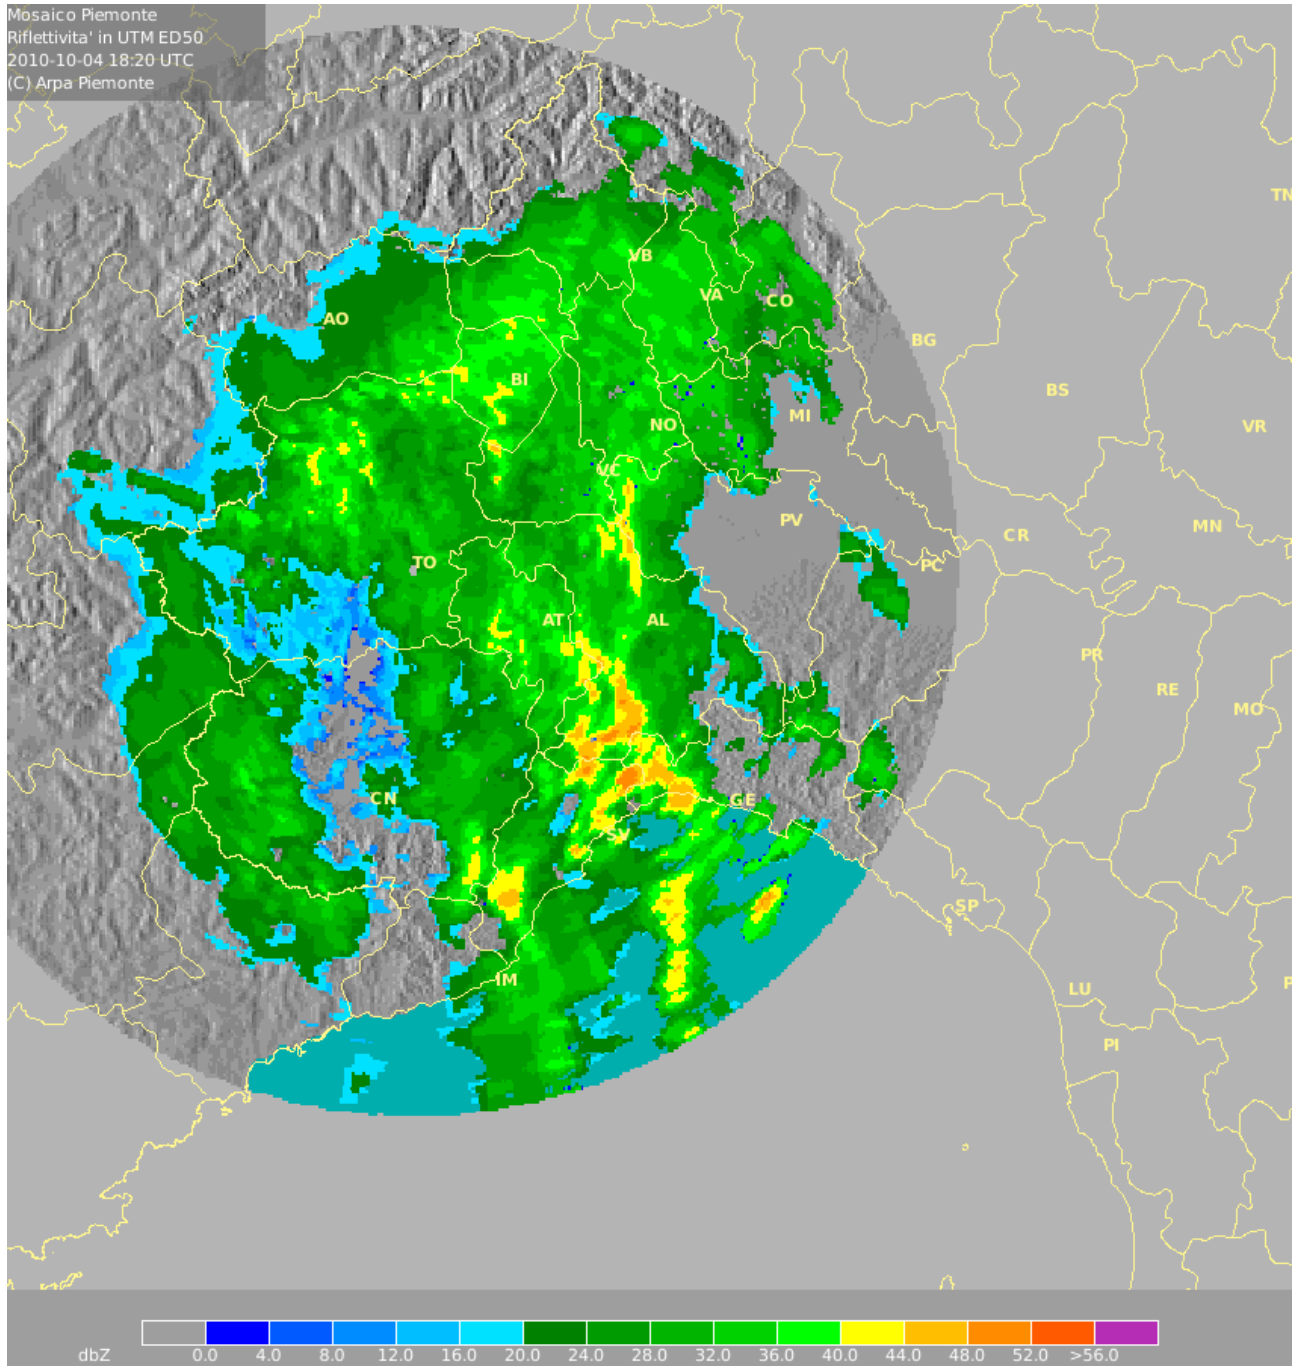 Mosaico Piemonte
Riflettivita' in UTM ED50
2010-10-04 18:20 UTC
(C) Arpa Piemonte
TN
VB
VA
CO
AO
BG
BI
BS
MI
NO
VR
VC
PV
CR
MN
TO
PC
AT
AL
PR
RE
MO
CN
GE
SV
SP
IM
LU
P
PI
dbZ 0.0 4.0 8.0 12.0 16.0 20.0 24.0 28.0 32.0 36.0 40.0 44.0 48.0 52.0 >56.0